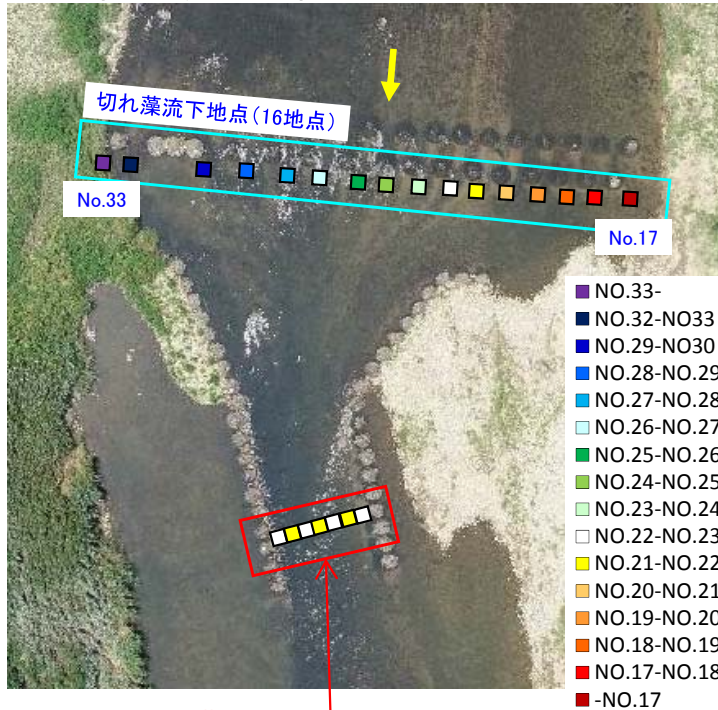 切れ藻流下地点(16地点)
No.33
No.17
NO.33-
NO.32-NO33
NO.29-NO30
NO.28-NO.29
NO.27-NO.28
NO.26-NO.27
NO.25-NO.26
NO.24-NO.25
NO.23-NO.24
NO.22-NO.23
NO.21-NO.22
NO.20-NO.21
NO.19-NO.20
NO.18-NO.19
NO.17-NO.18
-NO.17